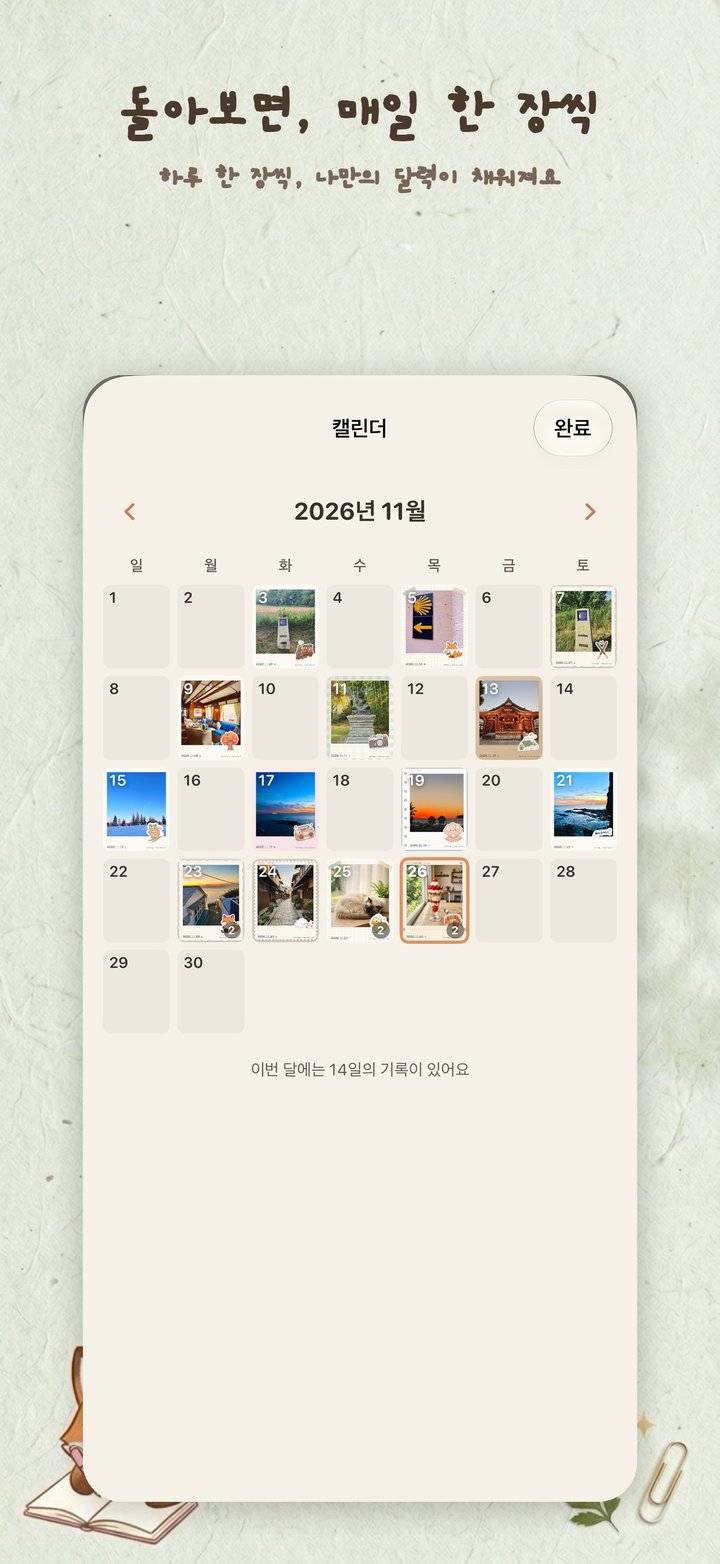 돌아보면, 매일 한 장씩
하루 한 장씩, 나만의 달력이 채워져요
캘린더
완료
2026년 11월
일 월 화 수 목 금 토
1 2 3 4 5 6 7
8 9 10 11 12 13 14
15 16 17 18 19 20 21
22 23 24 25 26 27 28
2 2 2
29 30
이번 달에는 14일의 기록이 있어요